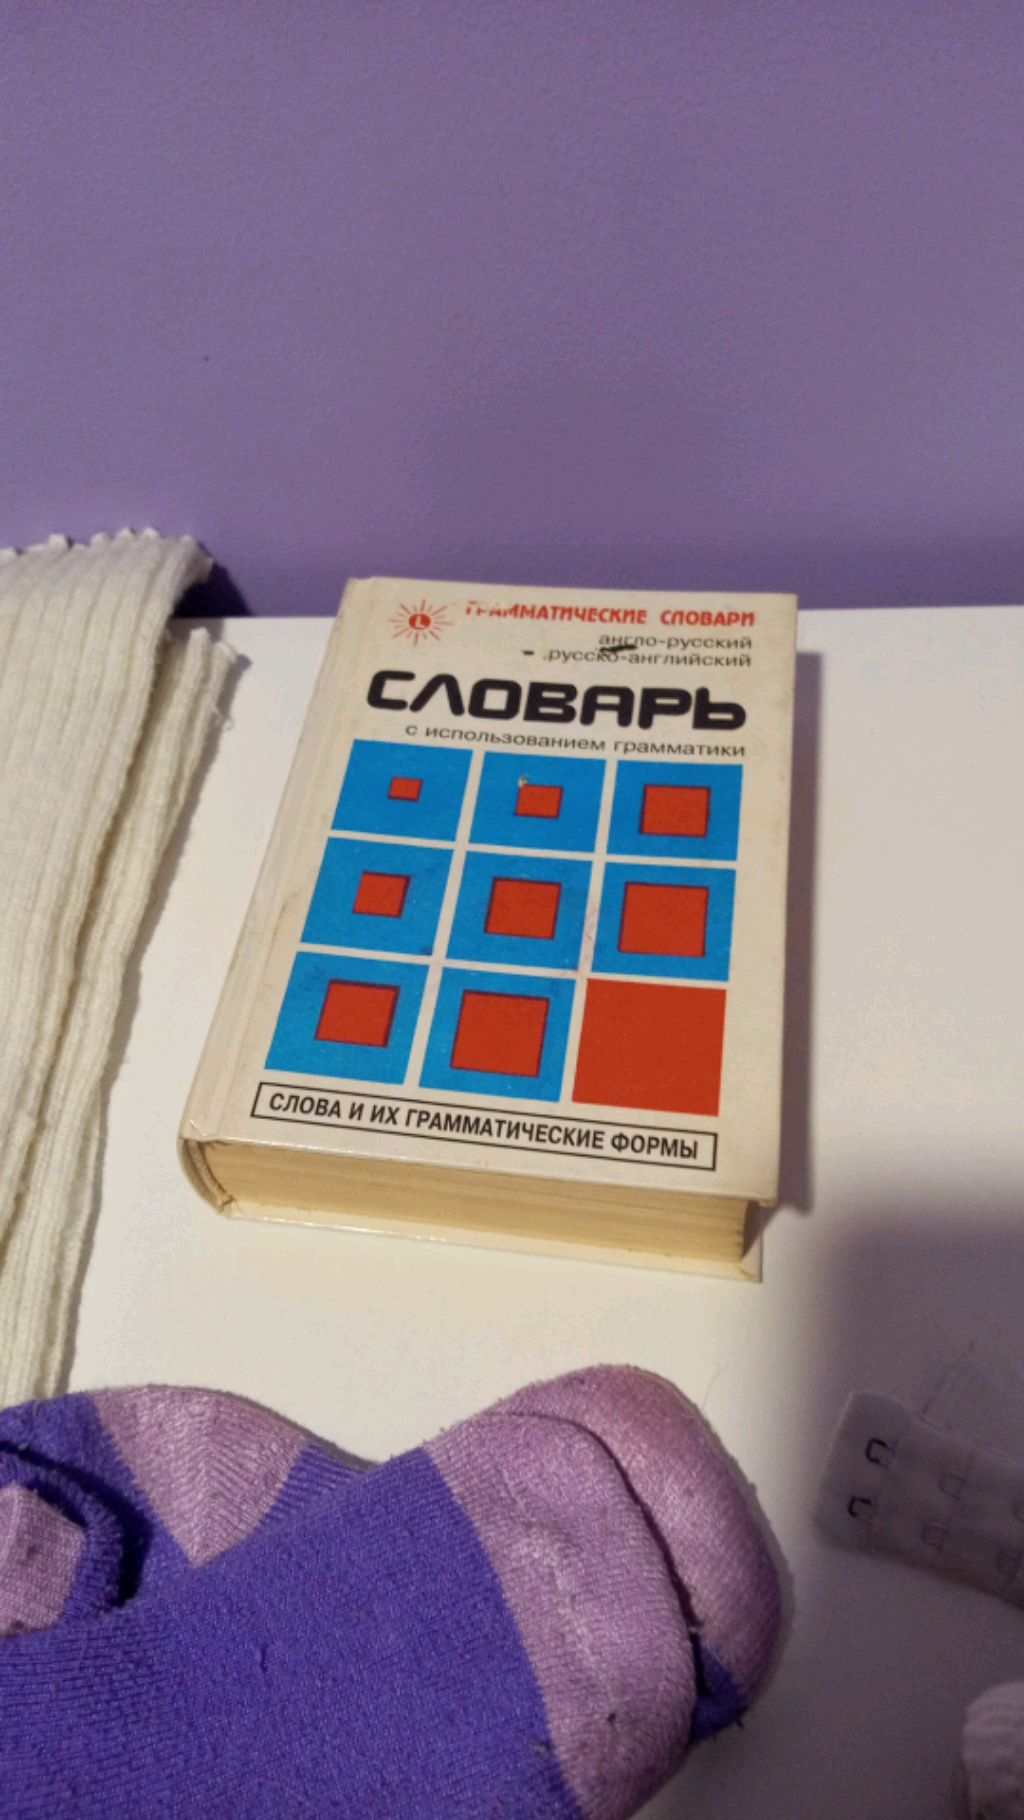 ГРАММАТИЧЕСКИЕ СЛОВАРИ
L
англо-русский
русско-английский
СЛОВАРЬ
с использованием грамматики
СЛОВА И ИХ ГРАММАТИЧЕСКИЕ ФОРМЫ